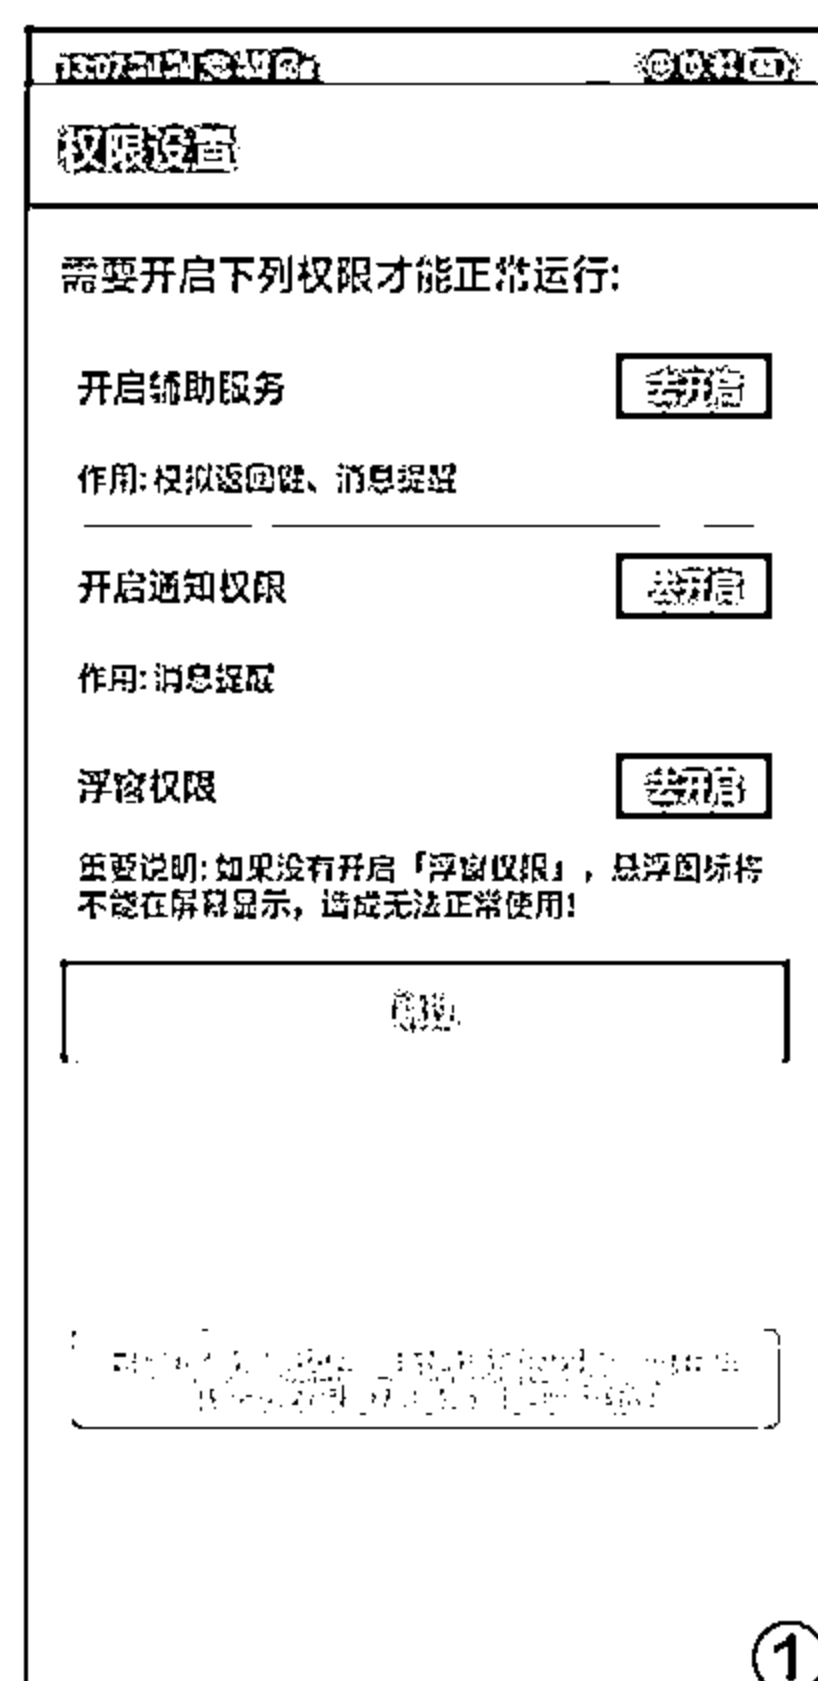 13:07
权限设置
需要开启下列权限才能正常运行:
开启辅助服务
去开启
作用: 模拟返回键、消息提醒
开启通知权限
去开启
作用: 消息提醒
浮窗权限
去开启
重要说明: 如果没有开启「浮窗权限」, 悬浮图标将
不能在屏幕显示, 造成无法正常使用!
帮助
①